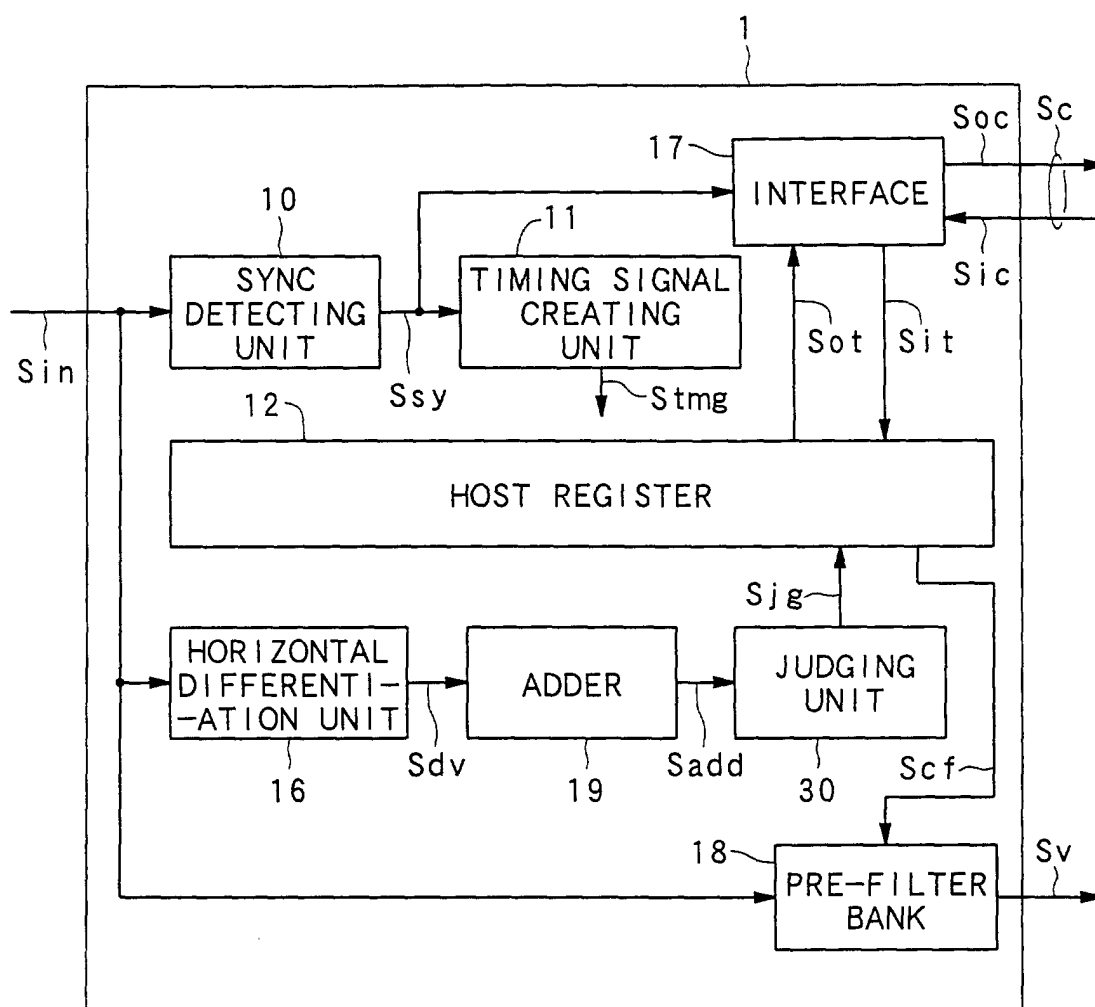 1
Soc
Sc
17
INTERFACE
10
11
SYNC
DETECTING
UNIT
TIMING SIGNAL
CREATING
UNIT
Sic
Sin
Ssy
Sot
Sit
12
Stmg
HOST REGISTER
Sjg
HORIZONTAL
DIFFERENTI-
-ATION UNIT
ADDER
JUDGING
UNIT
Sdv
Sadd
Scf
16
19
30
18
Sv
PRE-FILTER
BANK